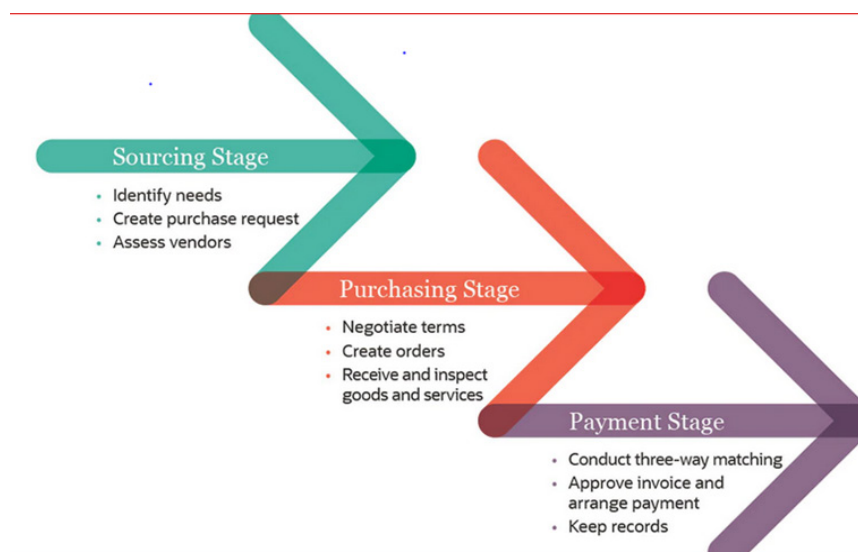 Sourcing Stage
• Identify needs
• Create purchase request
• Assess vendors
Purchasing Stage
• Negotiate terms
• Create orders
• Receive and inspect
goods and services
Payment Stage
• Conduct three-way matching
• Approve invoice and
arrange payment
• Keep records